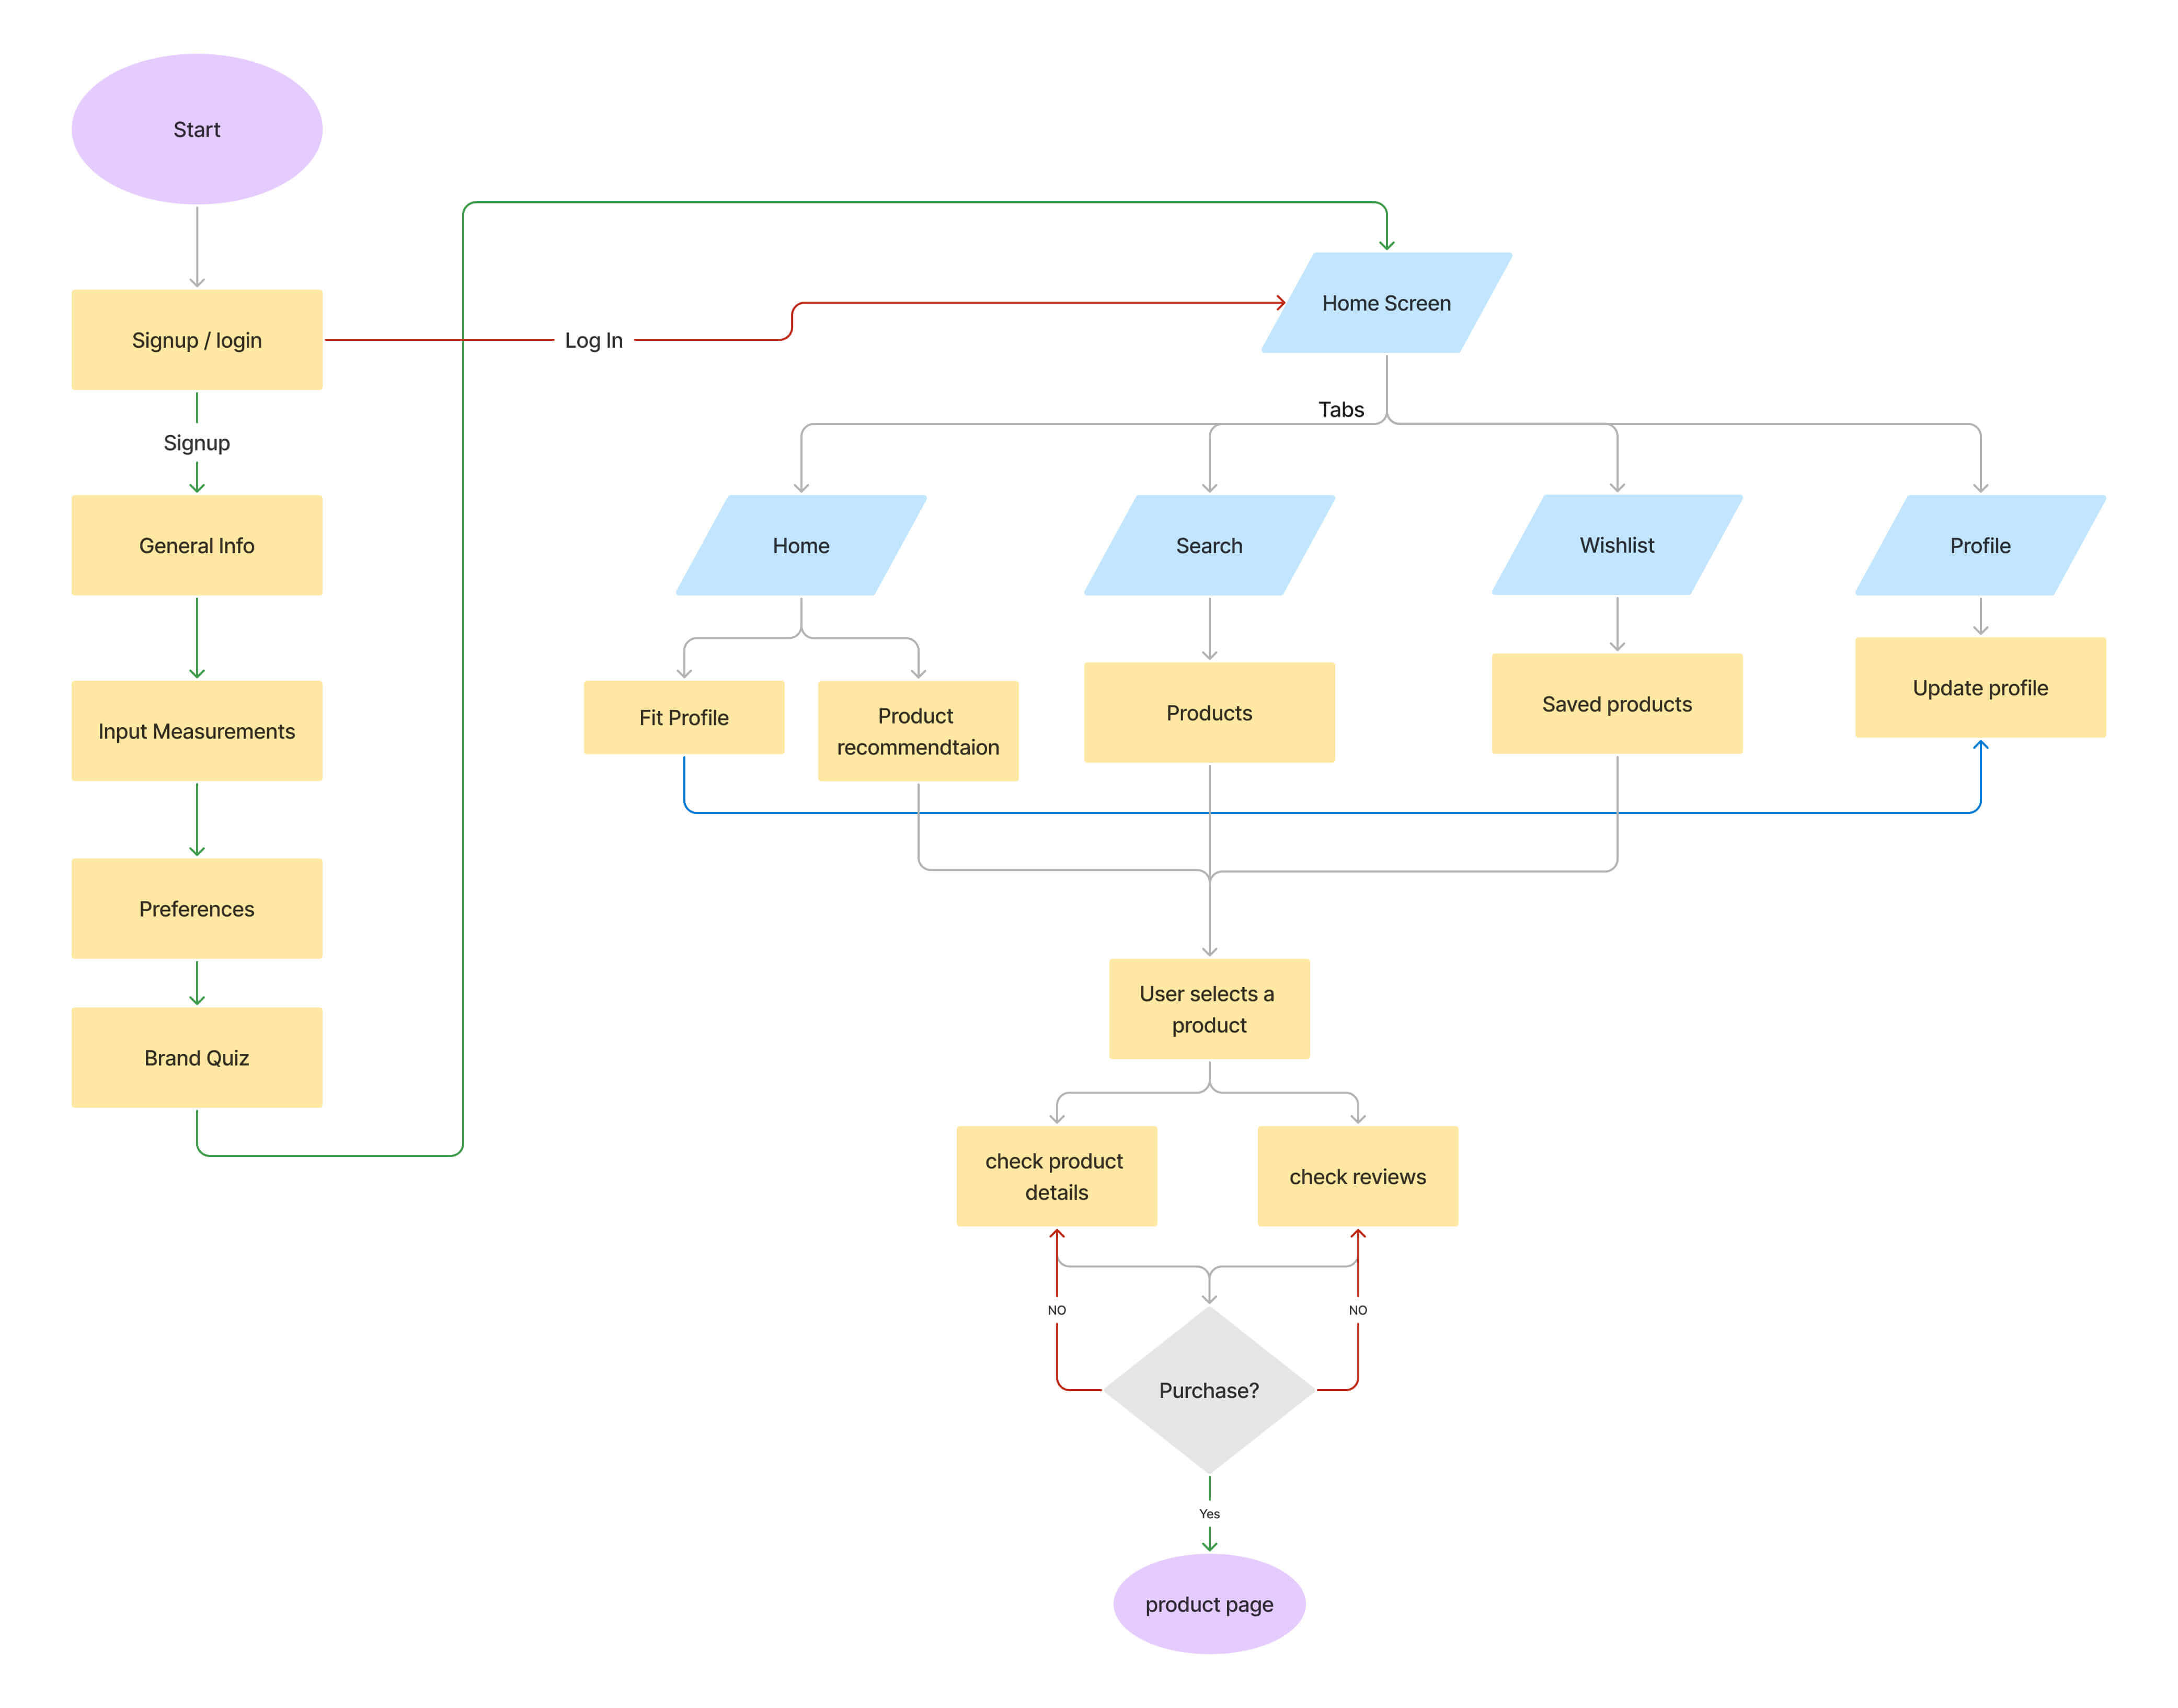 Start
Signup / login
Log In
Home Screen
Tabs
Signup
General Info
Home
Search
Wishlist
Profile
Input Measurements
Fit Profile
Product
recommendtaion
Products
Saved products
Update profile
Preferences
Brand Quiz
User selects a
product
check product
details
check reviews
NO
NO
Purchase?
Yes
product page